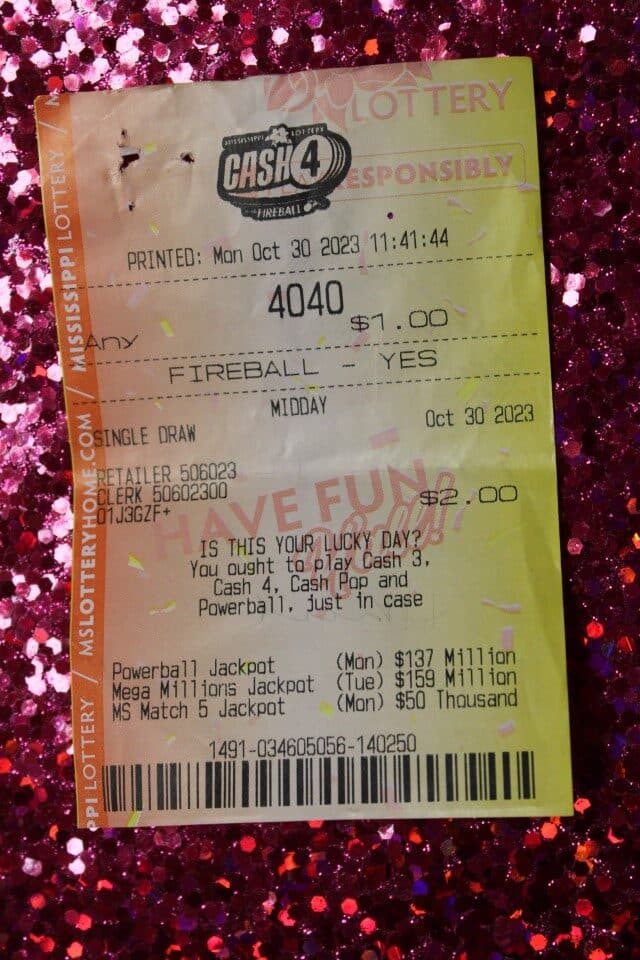 LOTTERY
RESPONSIBLY
MISSISSIPPI LOTTERY
CASH 4
FIREBALL
PRINTED: Mon Oct 30 2023 11:41:44
4040
$1.00
Any
FIREBALL - YES
MIDDAY
Oct 30 2023
SINGLE DRAW
RETAILER 506023
CLERK 50602300
01J3GZF+
$2.00
HAVE FUN
IS THIS YOUR LUCKY DAY?
You ought to play Cash 3,
Cash 4, Cash Pop and
Powerball, just in case
Powerball Jackpot (Mon) $137 Million
Mega Millions Jackpot (Tue) $159 Million
MS Match 5 Jackpot (Mon) $50 Thousand
1491-034605056-140250
PPI LOTTERY / MSLOTTERYHOME.COM / MISSISSIPPI LOTTERY / M